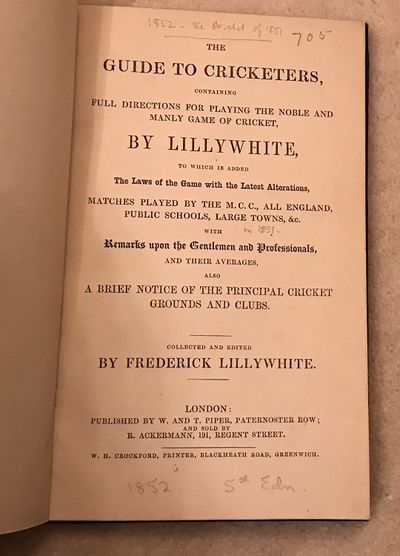 1852 - the Cricket of 1851
705
THE
GUIDE TO CRICKETERS,
CONTAINING
FULL DIRECTIONS FOR PLAYING THE NOBLE AND
MANLY GAME OF CRICKET,
BY LILLYWHITE,
TO WHICH IS ADDED
The Laws of the Game with the Latest Alterations,
MATCHES PLAYED BY THE M. C. C., ALL ENGLAND,
PUBLIC SCHOOLS, LARGE TOWNS, &c.
in 1851-
WITH
Remarks upon the Gentlemen and Professionals,
AND THEIR AVERAGES,
ALSO
A BRIEF NOTICE OF THE PRINCIPAL CRICKET
GROUNDS AND CLUBS.
COLLECTED AND EDITED
BY FREDERICK LILLYWHITE.
LONDON:
PUBLISHED BY W. AND T. PIPER, PATERNOSTER ROW;
AND SOLD BY
R. ACKERMANN, 191, REGENT STREET.
W. H. CROCKFORD, PRINTER, BLACKHEATH ROAD, GREENWICH.
1852 5th Edn.